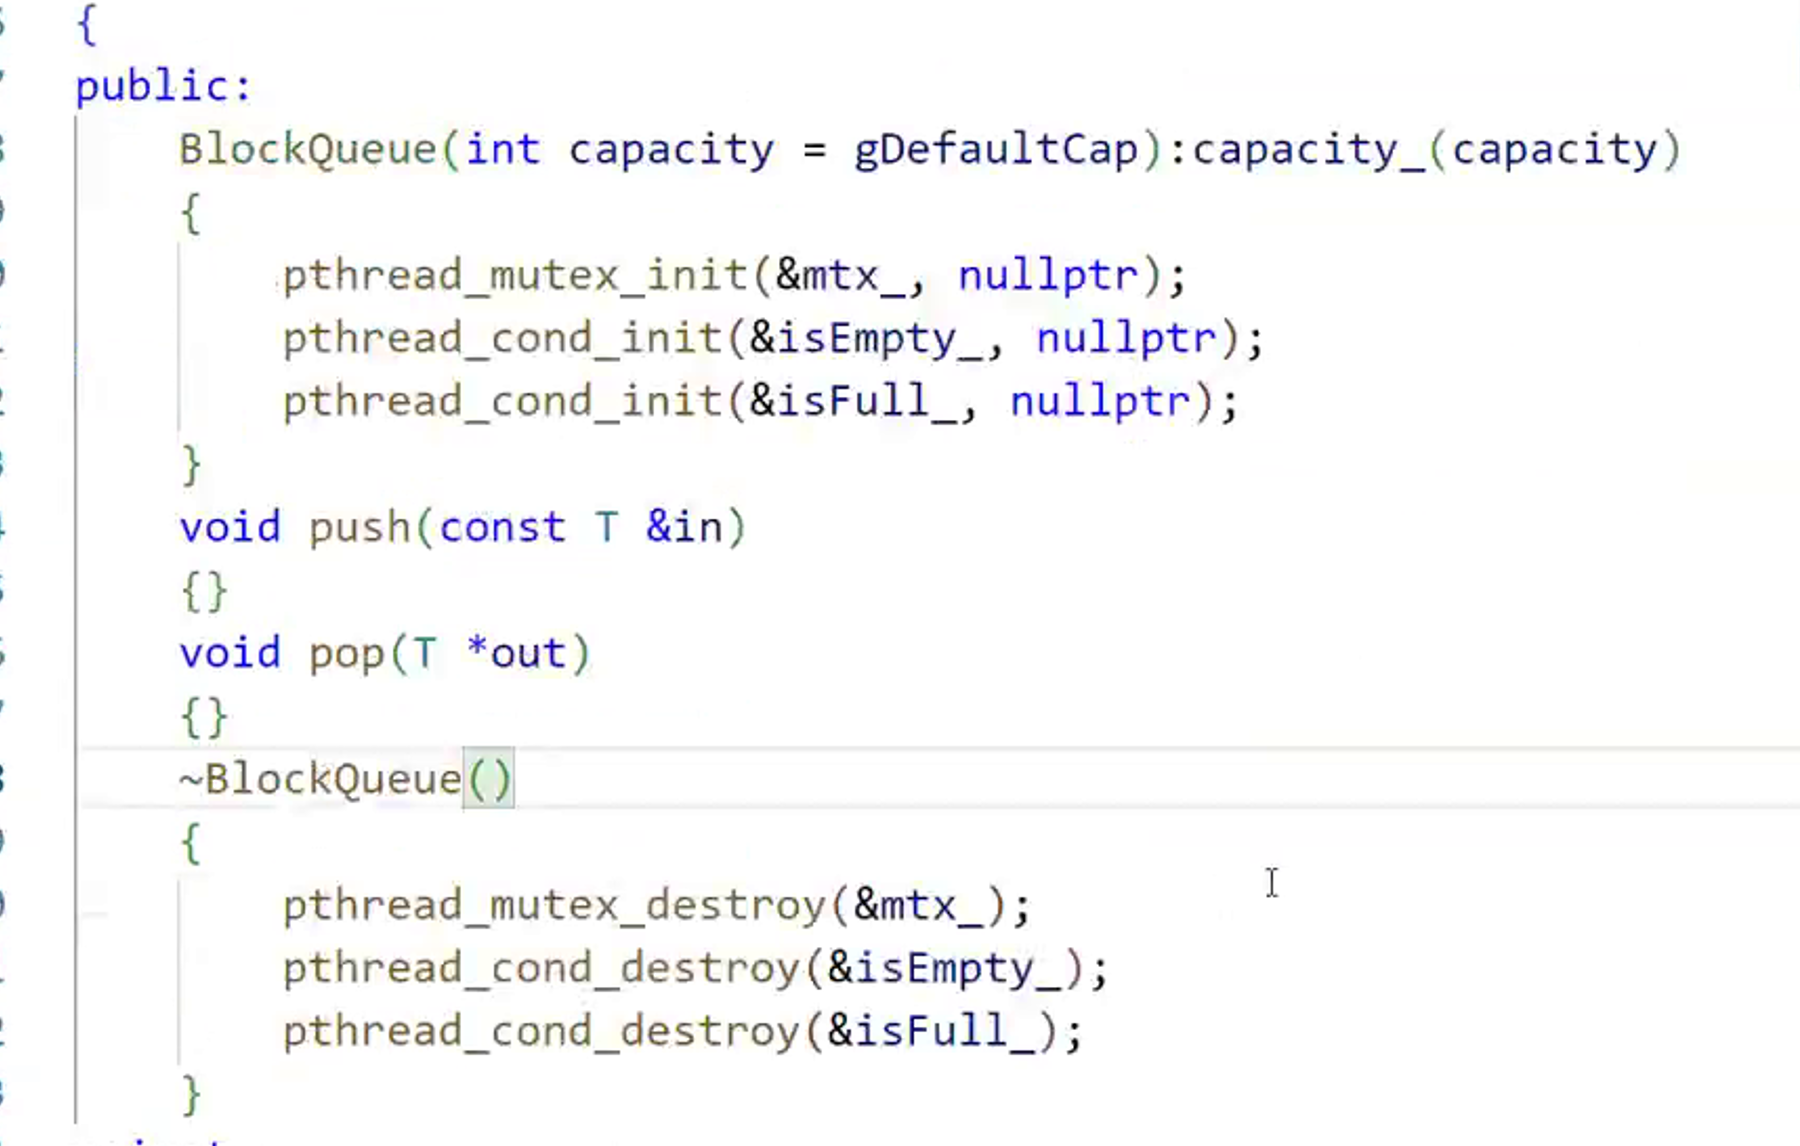 {
public:
BlockQueue(int capacity = gDefaultCap):capacity_(capacity)
{
pthread_mutex_init(&mtx_, nullptr);
pthread_cond_init(&isEmpty_, nullptr);
pthread_cond_init(&isFull_, nullptr);
}
void push(const T &in)
{}
void pop(T *out)
{}
~BlockQueue()
{
pthread_mutex_destroy(&mtx_);
pthread_cond_destroy(&isEmpty_);
pthread_cond_destroy(&isFull_);
}